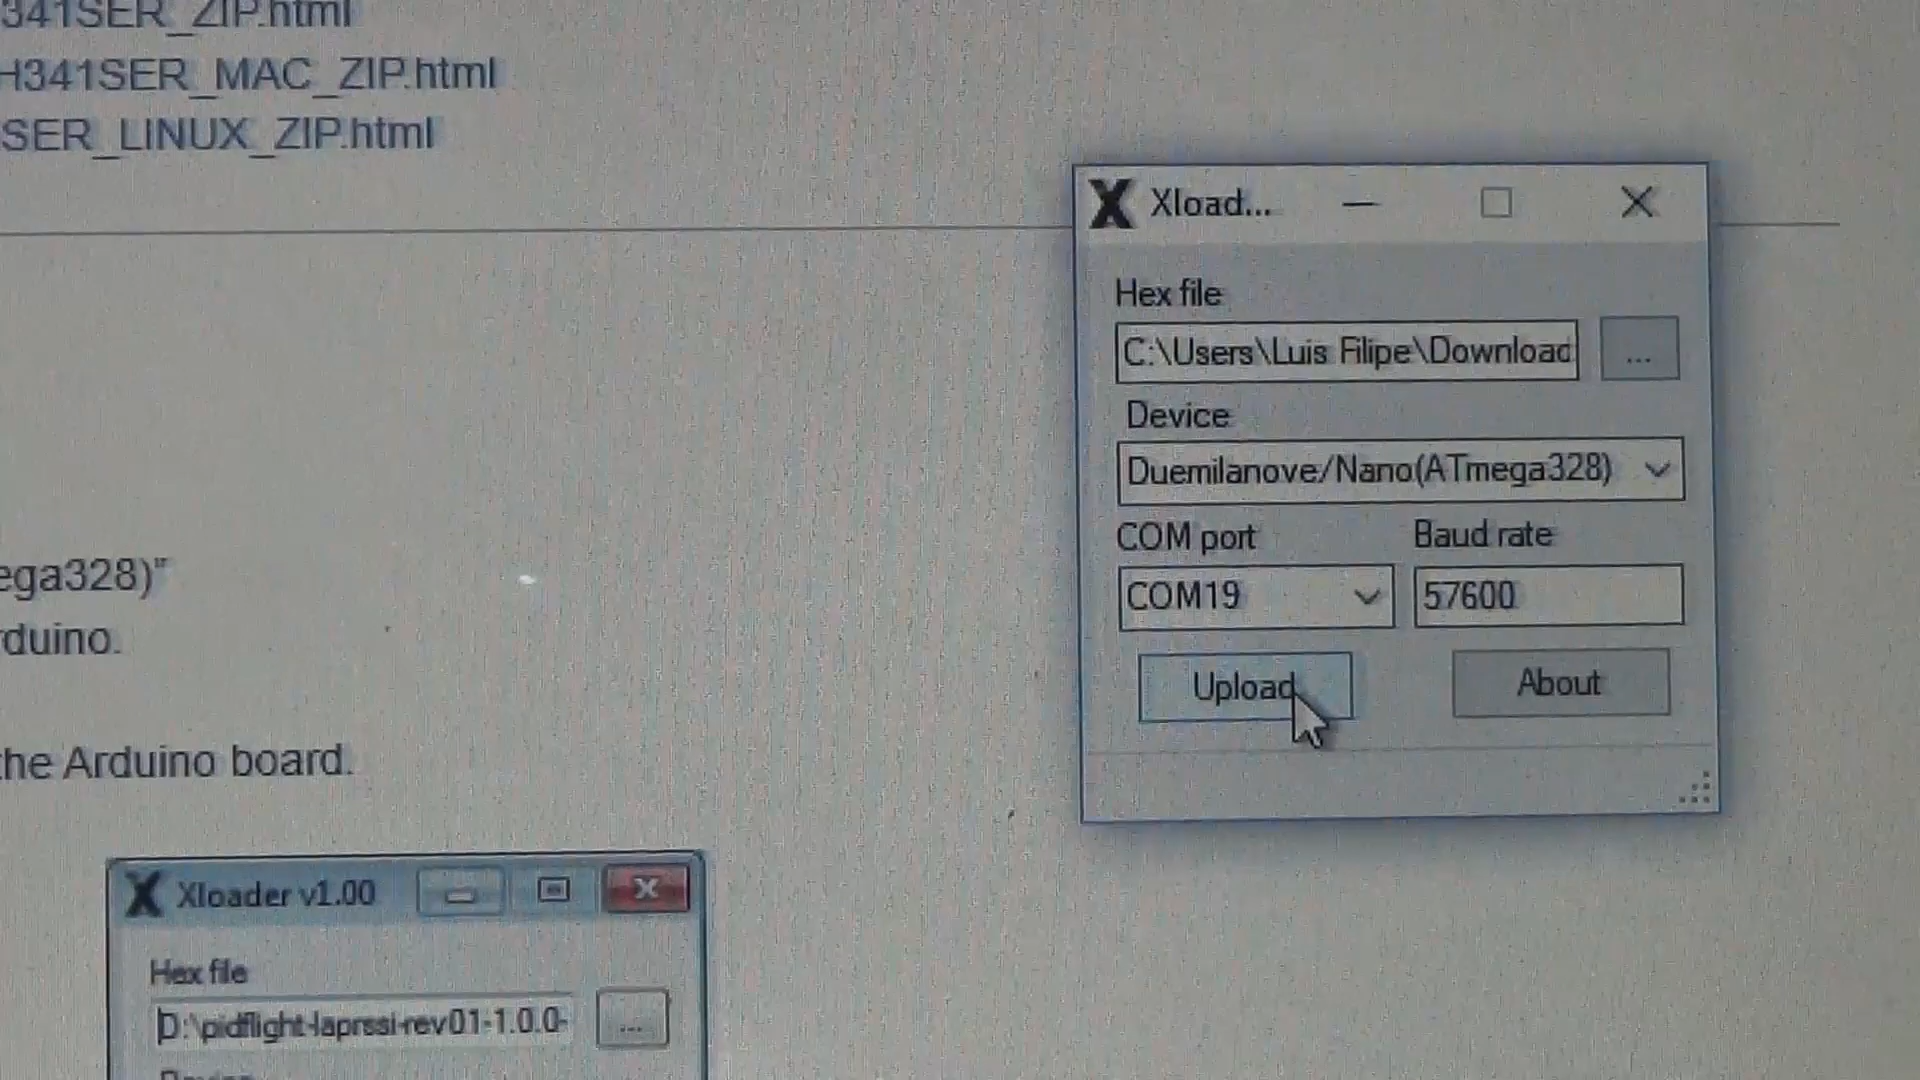 341SER_ZIP.html
H341SER_MAC_ZIP.html
SER_LINUX_ZIP.html
ega328)"
rduino.
the Arduino board.
Xload...
Hex file
C:\Users\Luis Filipe\Download
...
Device
Duemilanove/Nano(ATmega328)
COM port
Baud rate
COM19
57600
Upload
About
Xloader v1.00
Hex file
D:\pidflight-laprssi-rev01-1.0.0-
...